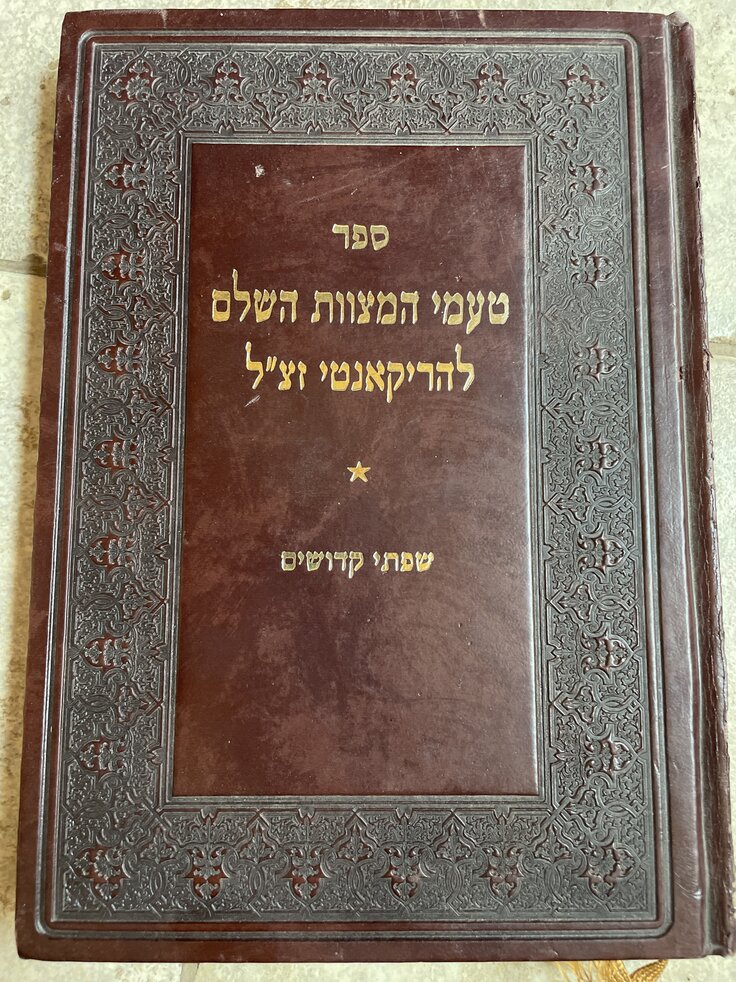 ספר
טעמי המצוות השלם
להריקאנטי זצ"ל
שפתי קדושים